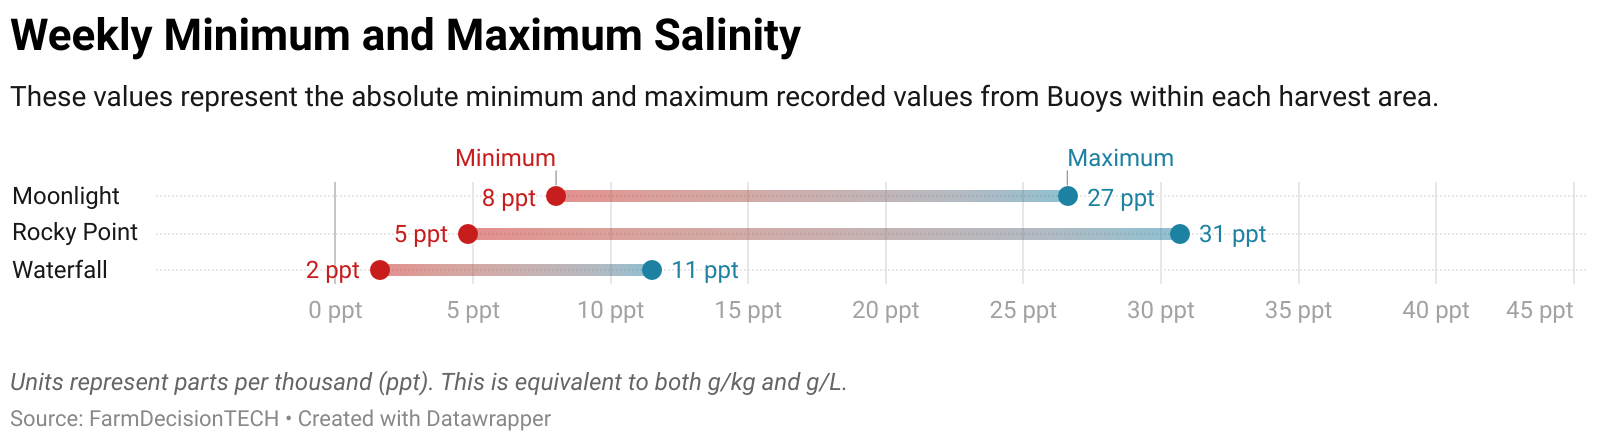 Weekly Minimum and Maximum Salinity
These values represent the absolute minimum and maximum recorded values from Buoys within each harvest area.
Minimum Maximum
Moonlight 8 ppt 27 ppt
Rocky Point 5 ppt 31 ppt
Waterfall 2 ppt 11 ppt
0 ppt 5 ppt 10 ppt 15 ppt 20 ppt 25 ppt 30 ppt 35 ppt 40 ppt 45 ppt
Units represent parts per thousand (ppt). This is equivalent to both g/kg and g/L.
Source: FarmDecisionTECH • Created with Datawrapper